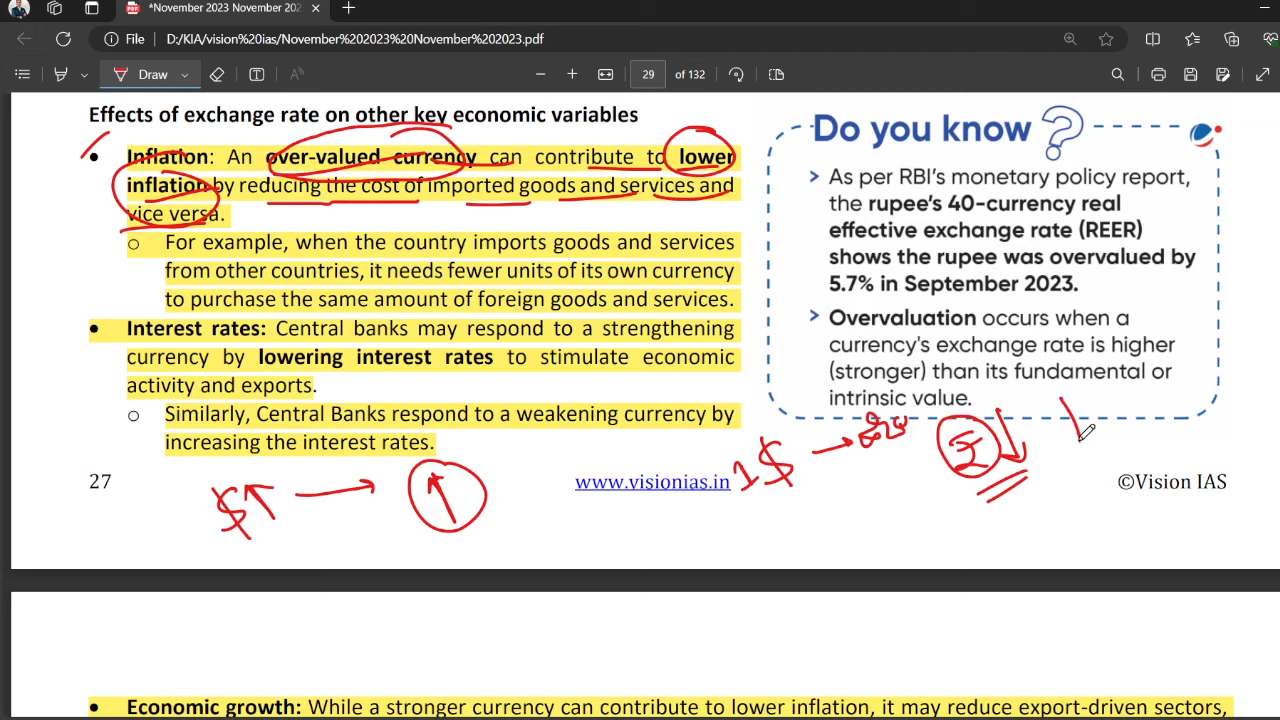 *November 2023 November 202
File
D:/KIA/vision%20ias/November%202023%20November%202023.pdf
Draw
29
of 132
Effects of exchange rate on other key economic variables
• Inflation: An over-valued currency can contribute to lower
inflation by reducing the cost of imported goods and services and
vice versa.
o For example, when the country imports goods and services
from other countries, it needs fewer units of its own currency
to purchase the same amount of foreign goods and services.
• Interest rates: Central banks may respond to a strengthening
currency by lowering interest rates to stimulate economic
activity and exports.
o Similarly, Central Banks respond to a weakening currency by
increasing the interest rates.
Do you know ?
As per RBI's monetary policy report,
the rupee's 40-currency real
effective exchange rate (REER)
shows the rupee was overvalued by
5.7% in September 2023.
Overvaluation occurs when a
currency's exchange rate is higher
(stronger) than its fundamental or
intrinsic value.
$↑ → ↑
1$ →
₹ ↓
27
www.visionias.in
©Vision IAS
• Economic growth: While a stronger currency can contribute to lower inflation, it may reduce export-driven sectors,